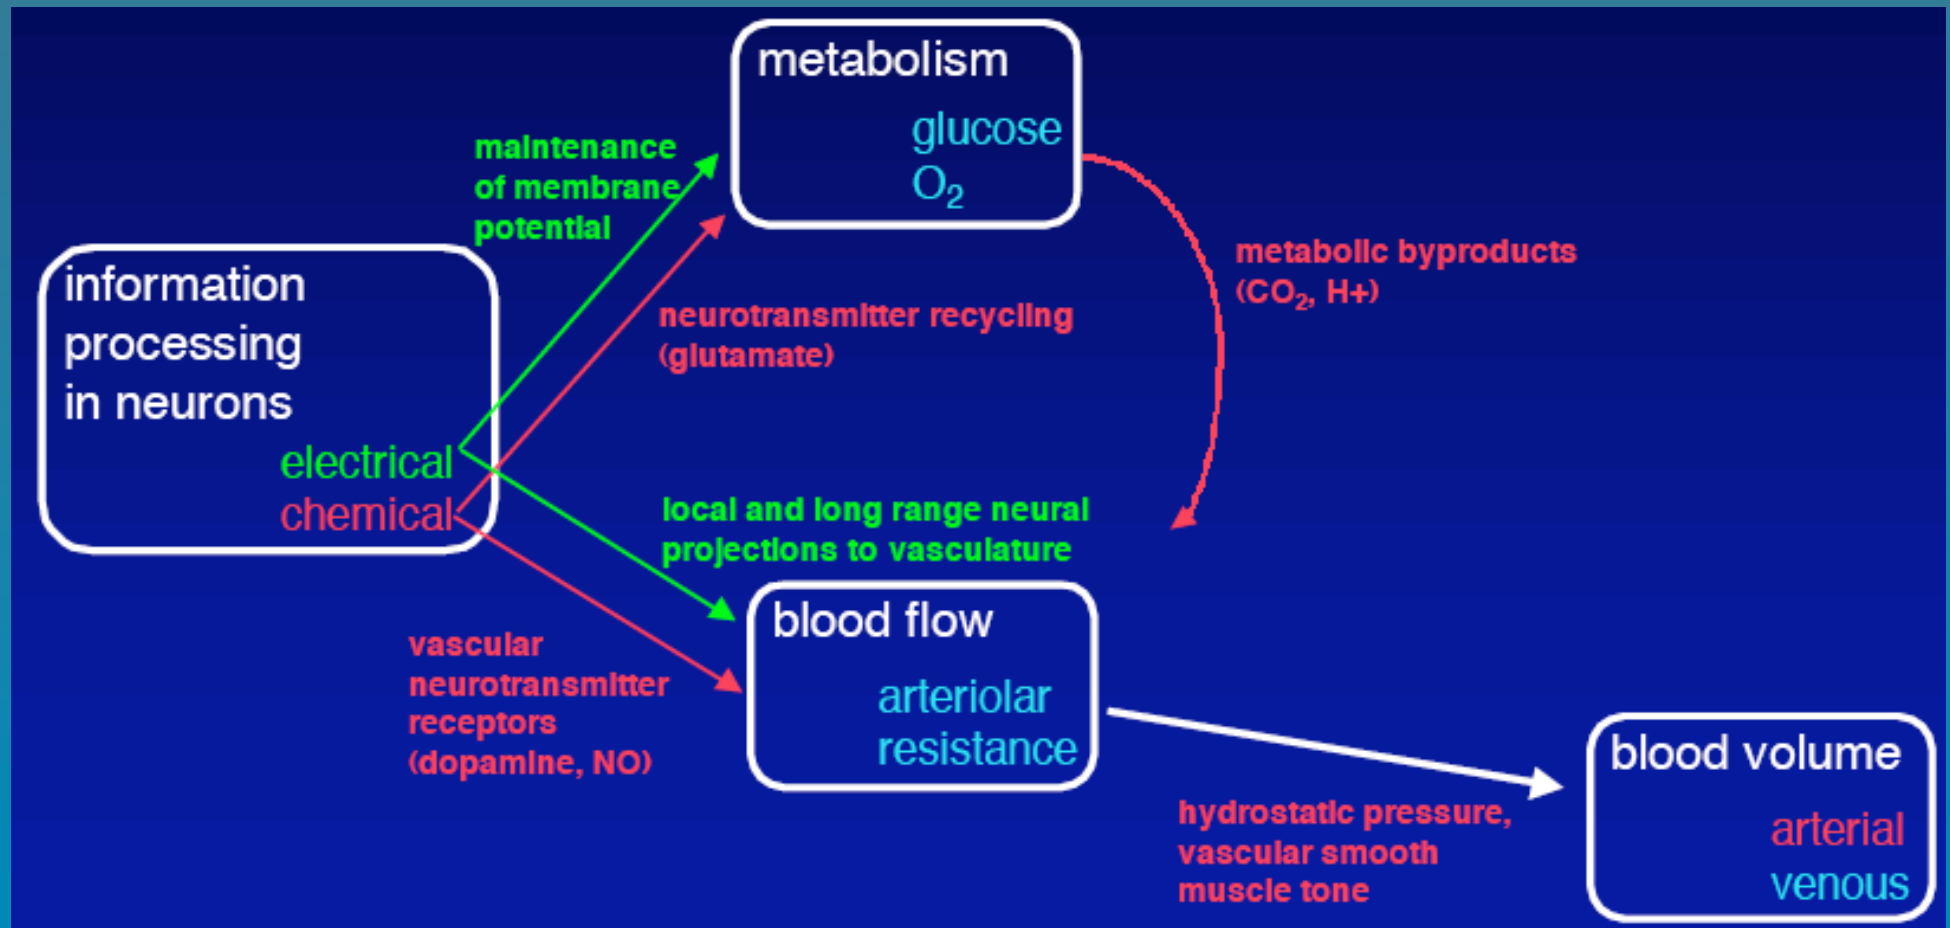 metabolism
glucose
O₂
maintenance
of membrane
potential
information
processing
in neurons
electrical
chemical
neurotransmitter recycling
(glutamate)
metabolic byproducts
(CO₂, H+)
local and long range neural
projections to vasculature
vascular
neurotransmitter
receptors
(dopamine, NO)
blood flow
arteriolar
resistance
hydrostatic pressure,
vascular smooth
muscle tone
blood volume
arterial
venous